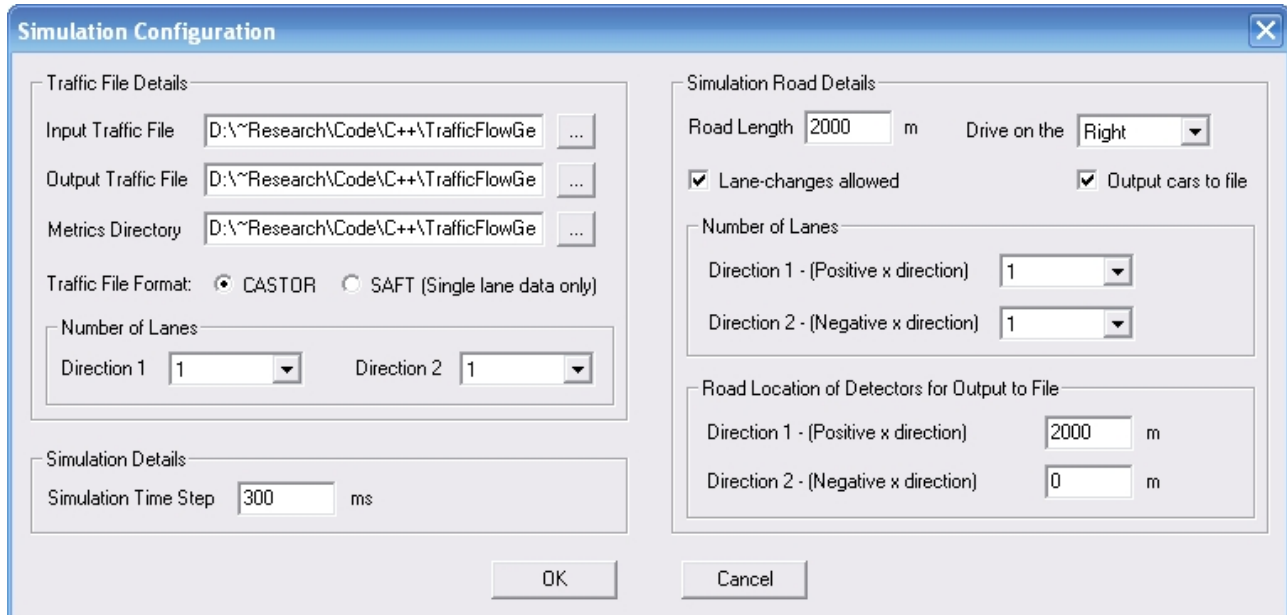 Simulation Configuration
Traffic File Details
Input Traffic File D:\~Research\Code\C++\TrafficFlowGe ...
Output Traffic File D:\~Research\Code\C++\TrafficFlowGe ...
Metrics Directory D:\~Research\Code\C++\TrafficFlowGe ...
Traffic File Format: CASTOR SAFT (Single lane data only)
Number of Lanes
Direction 1 1 Direction 2 1
Simulation Details
Simulation Time Step 300 ms
Simulation Road Details
Road Length 2000 m Drive on the Right
Lane-changes allowed Output cars to file
Number of Lanes
Direction 1 - (Positive x direction) 1
Direction 2 - (Negative x direction) 1
Road Location of Detectors for Output to File
Direction 1 - (Positive x direction) 2000 m
Direction 2 - (Negative x direction) 0 m
OK Cancel